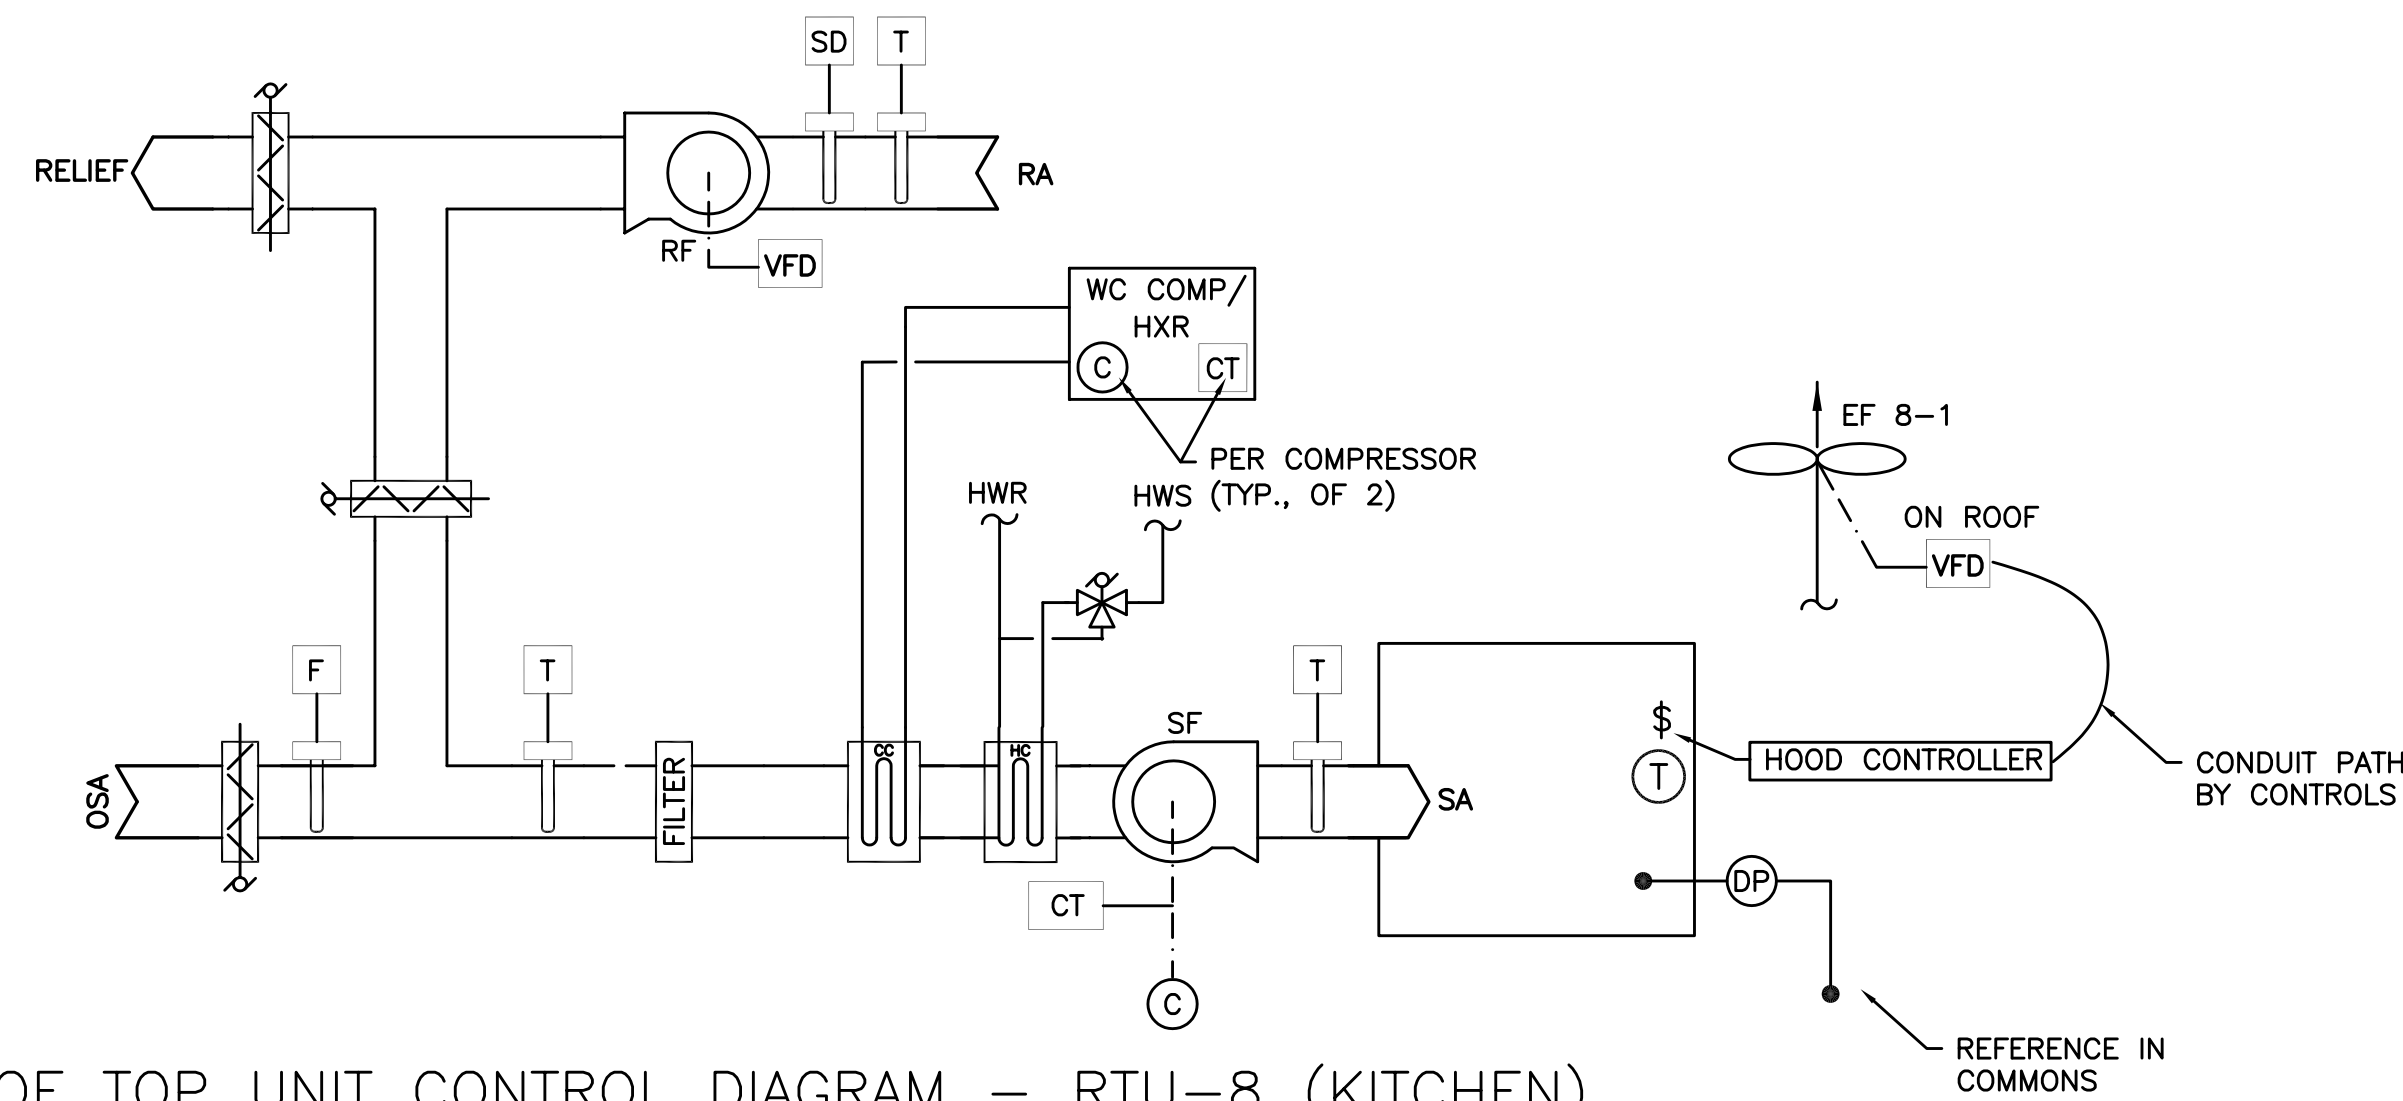 SD
T
RELIEF
RA
RF
VFD
WC COMP/
HXR
C
CT
PER COMPRESSOR
(TYP., OF 2)
HWR
HWS
EF 8-1
ON ROOF
VFD
F
T
T
SF
OSA
FILTER
CC
HC
SA
$
T
HOOD CONTROLLER
CONDUIT PATH
BY CONTROLS
CT
DP
C
REFERENCE IN
COMMONS
OF TOP UNIT CONTROL DIAGRAM - RTU-8 (KITCHEN)